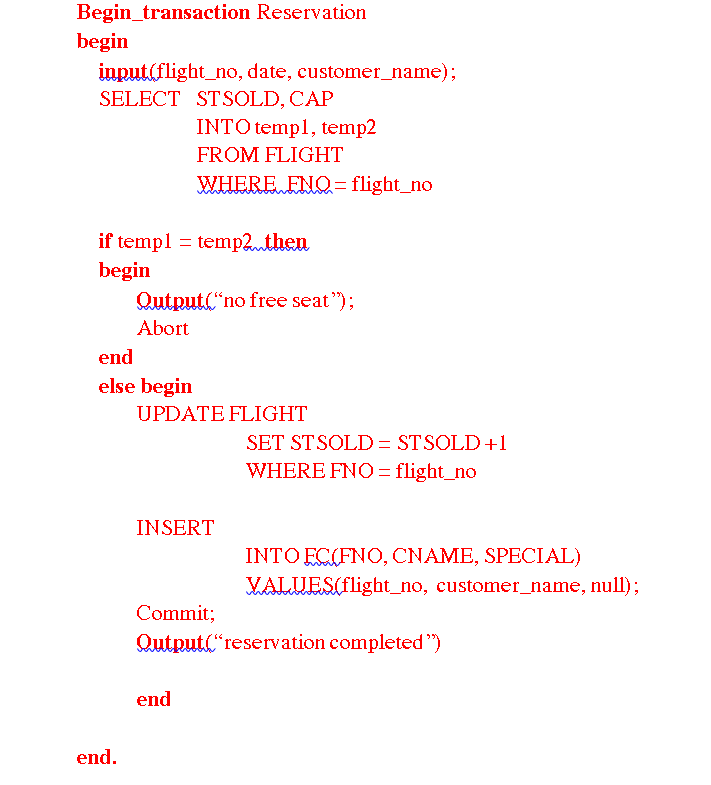 Begin_transaction Reservation
begin
input(flight_no, date, customer_name);
SELECT STSOLD, CAP
INTO temp1, temp2
FROM FLIGHT
WHERE FNO = flight_no
if temp1 = temp2 then
begin
Output(“no free seat”);
Abort
end
else begin
UPDATE FLIGHT
SET STSOLD = STSOLD +1
WHERE FNO = flight_no
INSERT
INTO FC(FNO, CNAME, SPECIAL)
VALUES(flight_no, customer_name, null);
Commit;
Output(“reservation completed”)
end
end.